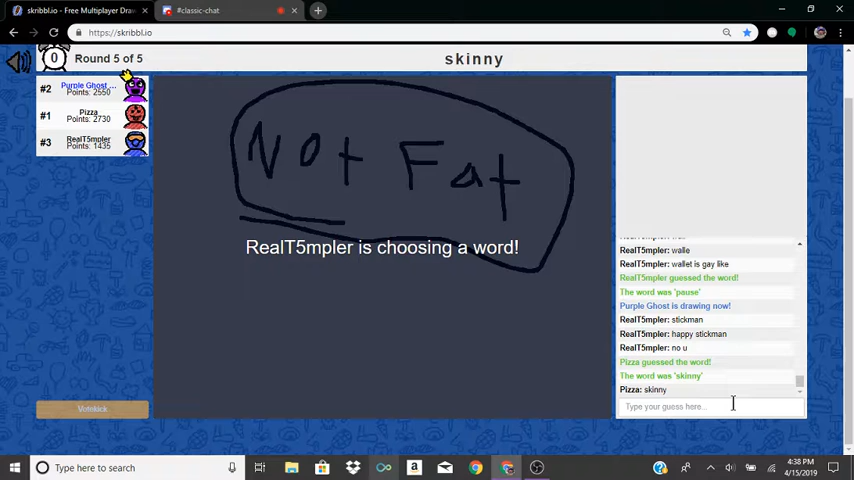 skribbl.io - Free Multiplayer Draw
#classic-chat
https://skribbl.io
0
Round 5 of 5
skinny
#2
Purple Ghost ...
Points: 2550
#1
Pizza
Points: 2730
#3
RealT5mpler
Points: 1435
Not Fat
RealT5mpler is choosing a word!
RealT5mpler: walle
RealT5mpler: wallet is gay like
RealT5mpler guessed the word!
The word was 'pause'
Purple Ghost is drawing now!
RealT5mpler: stickman
RealT5mpler: happy stickman
RealT5mpler: no u
Pizza guessed the word!
The word was 'skinny'
Pizza: skinny
Type your guess here...
Votekick
Type here to search
4:38 PM
4/15/2019